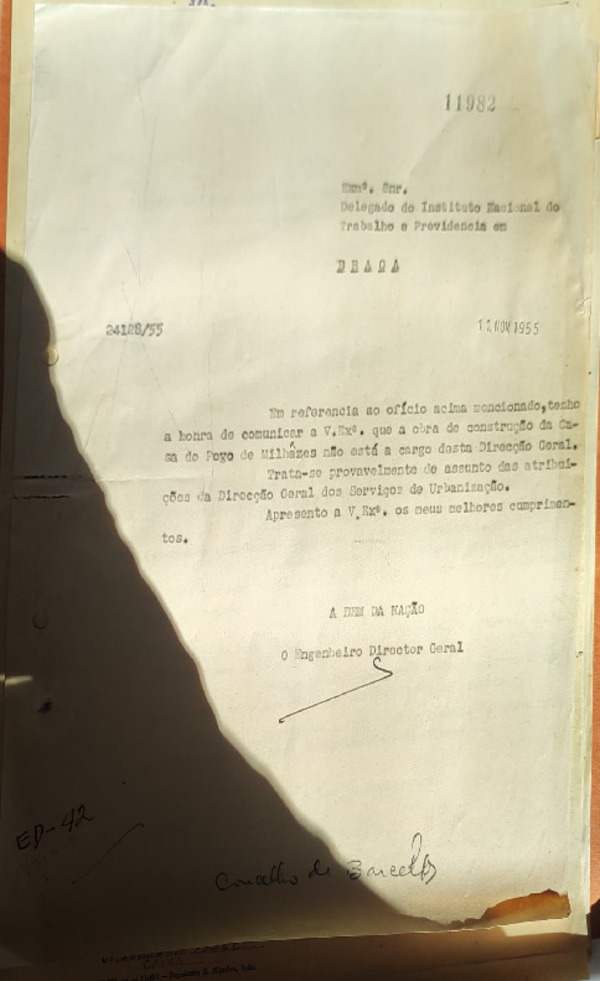 11982
Exmº. Snr.
Delegado do Instituto Nacional do
Trabalho e Previdencia em
BRAGA
24128/55
12 NOV. 1955
Em referencia ao ofício acima mencionado, tenho
a honra de comunicar a V.Exª. que a obra de construção da Ca-
sa do Povo de Milhazes não está a cargo desta Direcção Geral.
Trata-se provavelmente de assunto das atribui-
ções da Direcção Geral dos Serviços de Urbanização.
Apresento a V.Exª. os meus melhores cumprimen-
tos.
A BEM DA NAÇÃO
O Engenheiro Director Geral
ED-42
Concelho de Barcelos